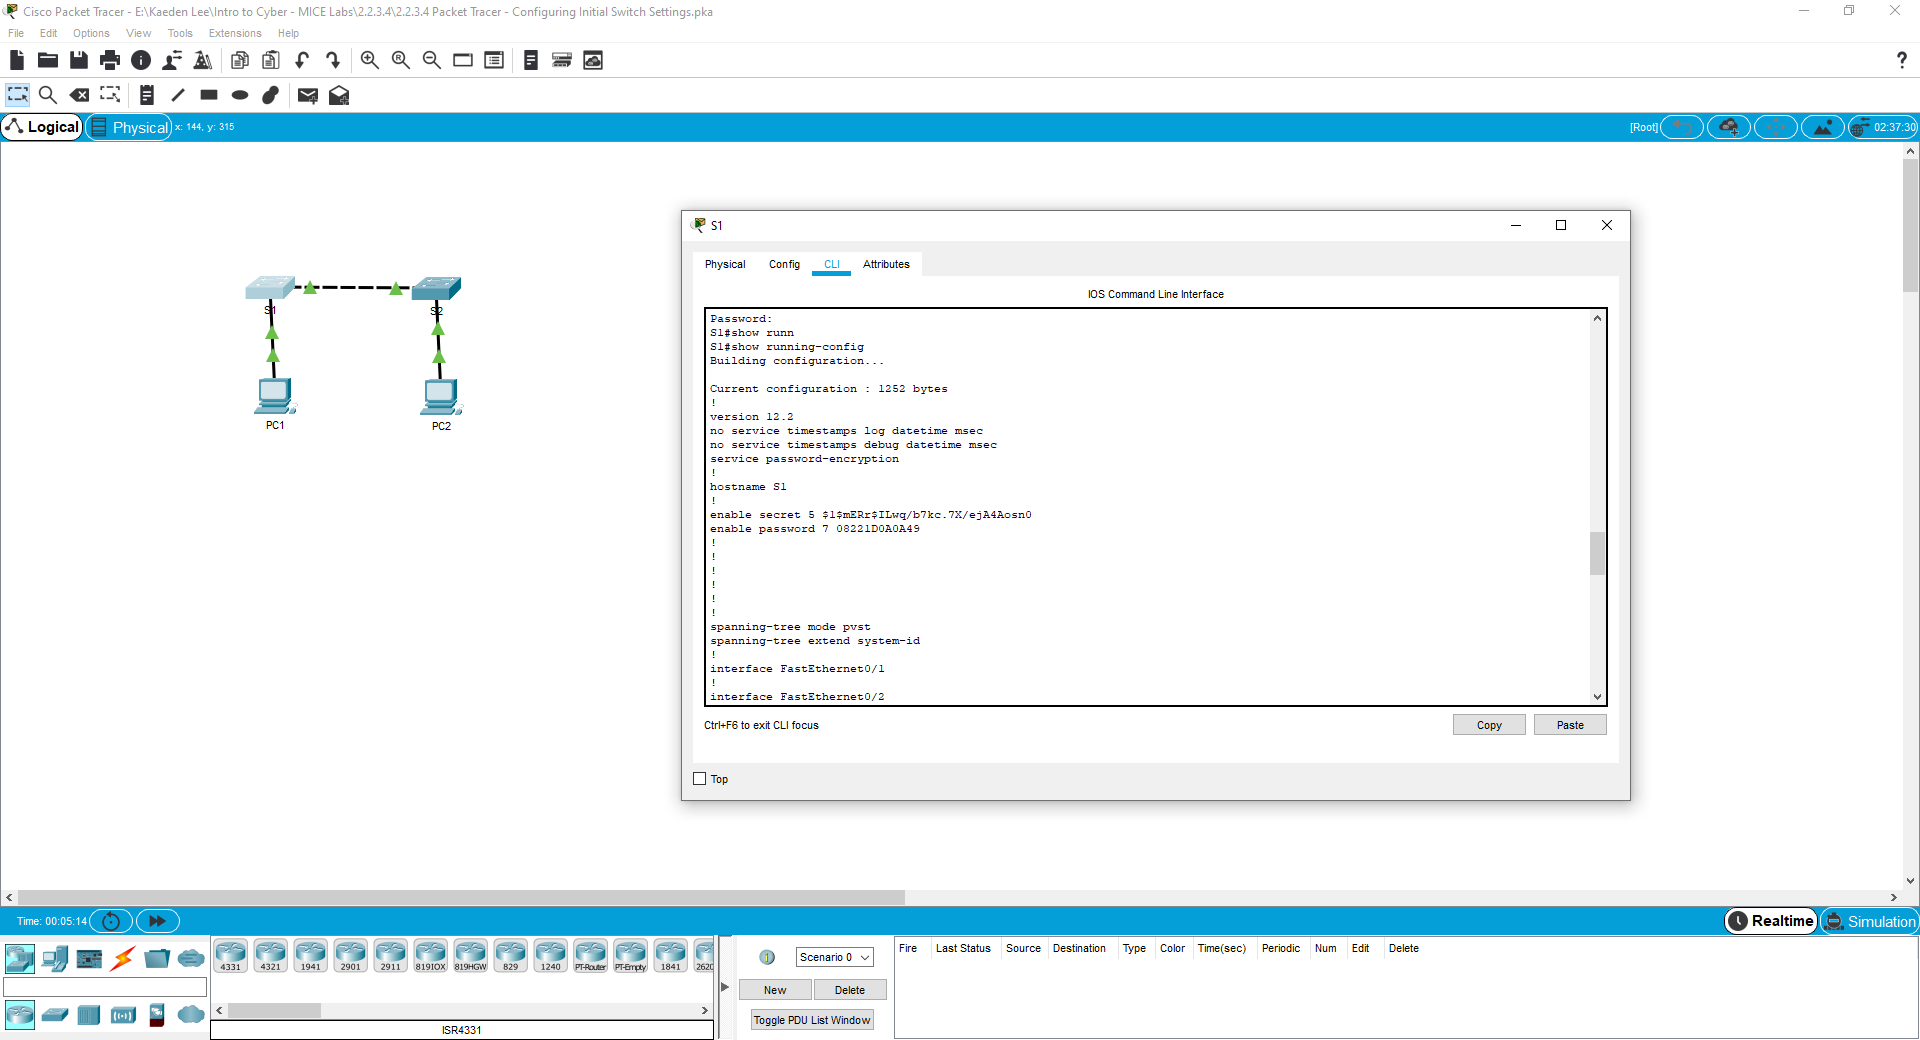 Cisco Packet Tracer - E:\Kaeden Lee\Intro to Cyber - MICE Labs\2.2.3.4\2.2.3.4 Packet Tracer - Configuring Initial Switch Settings.pka
File Edit Options View Tools Extensions Help
?
Logical Physical x: 144, y: 315 [Root] 02:37:30
S1 S2
PC1 PC2
S1
Physical Config CLI Attributes
IOS Command Line Interface
Password:
S1#show runn
S1#show running-config
Building configuration...
Current configuration : 1252 bytes
!
version 12.2
no service timestamps log datetime msec
no service timestamps debug datetime msec
service password-encryption
!
hostname S1
!
enable secret 5 $1$mERr$ILwq/b7kc.7X/ejA4Aosn0
enable password 7 08221D0A0A49
!
!
!
!
!
!
spanning-tree mode pvst
spanning-tree extend system-id
!
interface FastEthernet0/1
!
interface FastEthernet0/2
Ctrl+F6 to exit CLI focus Copy Paste
Top
Time: 00:05:14 Realtime Simulation
4331 4321 1941 2901 2911 819IOX 819HGW 829 1240 PT-Router PT-Empty 1841 2620
ISR4331
Scenario 0
New Delete
Toggle PDU List Window
Fire Last Status Source Destination Type Color Time(sec) Periodic Num Edit Delete